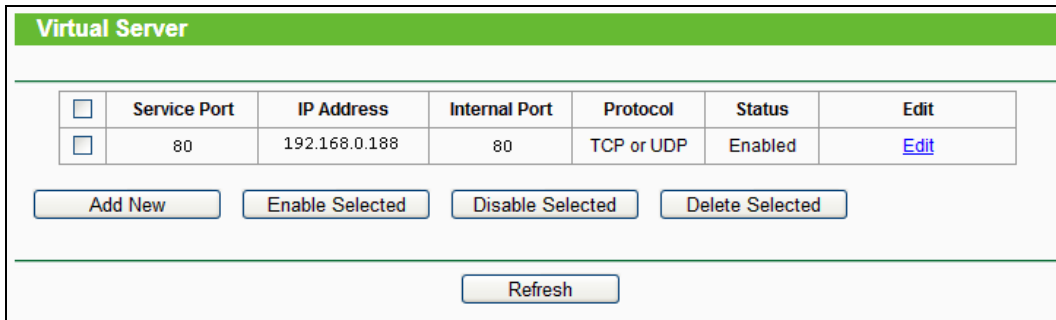 Virtual Server
Service Port IP Address Internal Port Protocol Status Edit
80 192.168.0.188 80 TCP or UDP Enabled Edit
Add New Enable Selected Disable Selected Delete Selected
Refresh